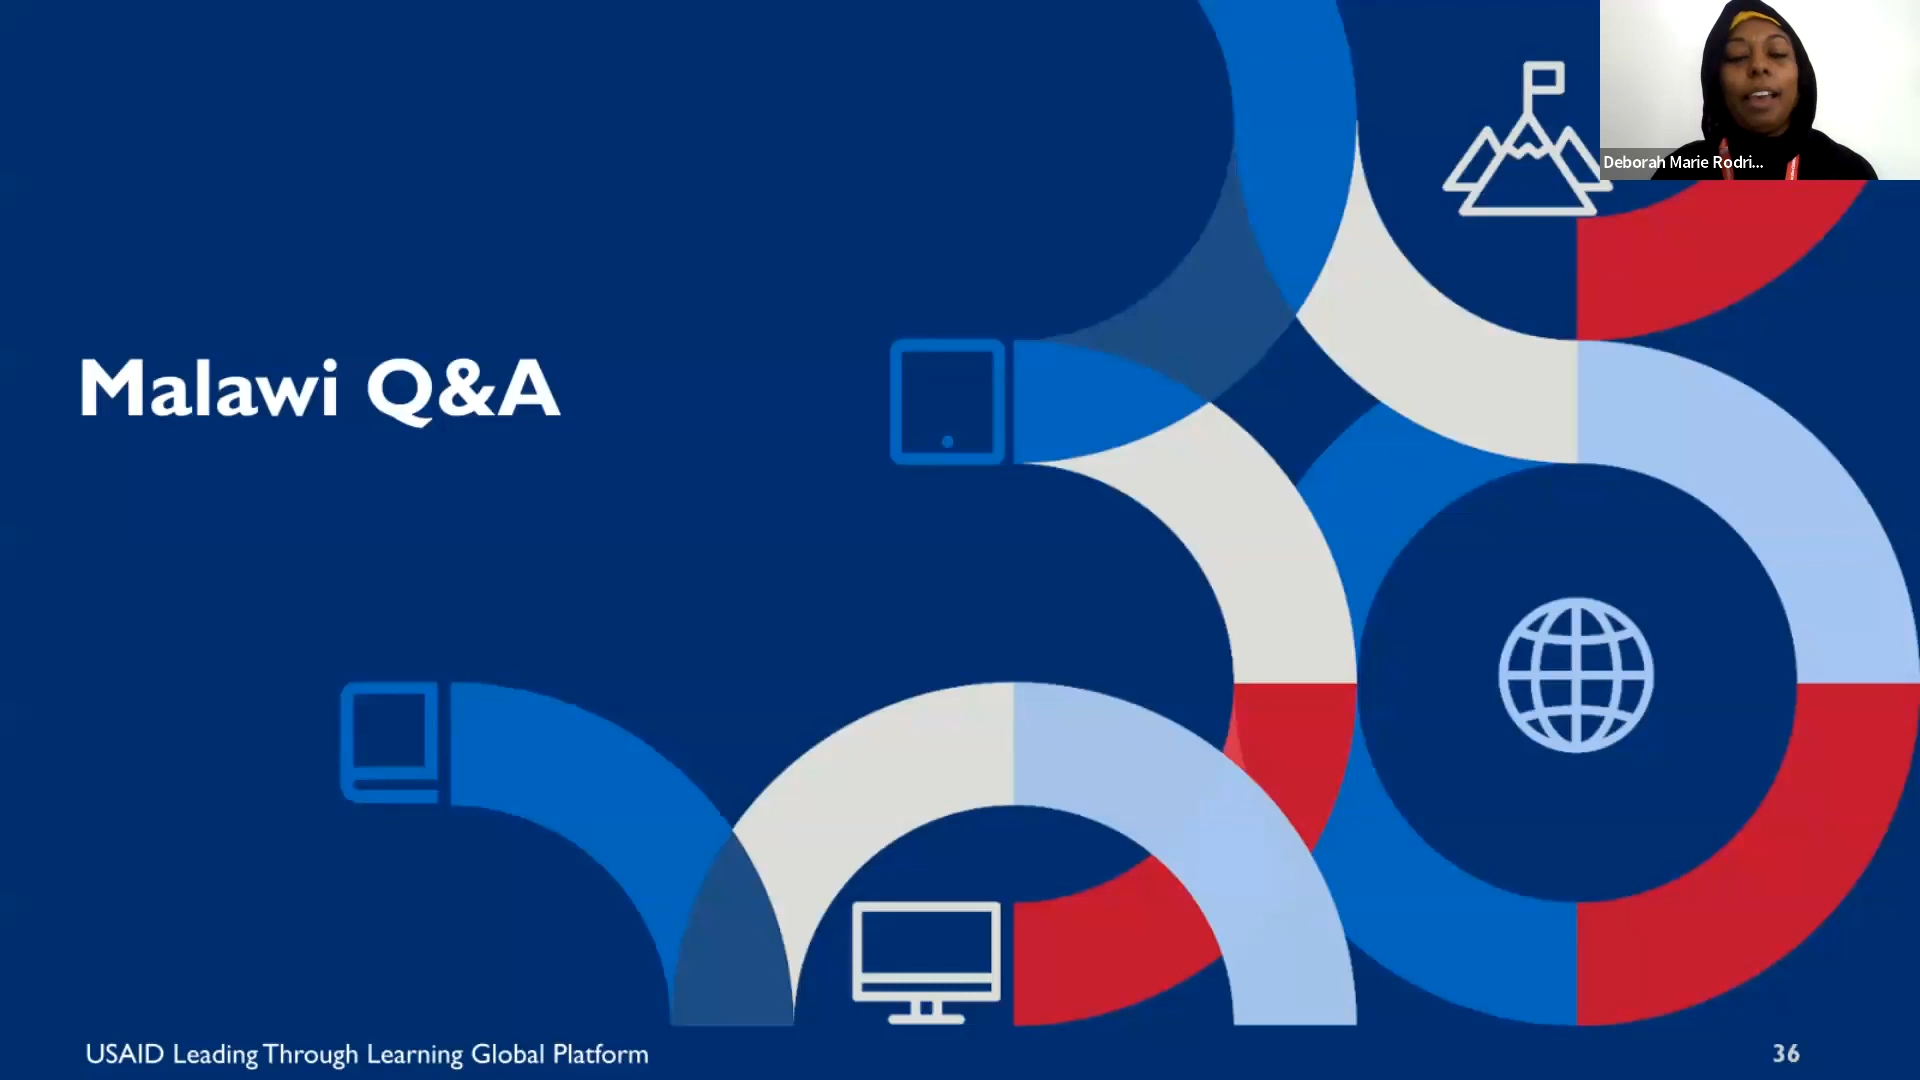 Deborah Marie Rodri...
Malawi Q&A
USAID Leading Through Learning Global Platform
36